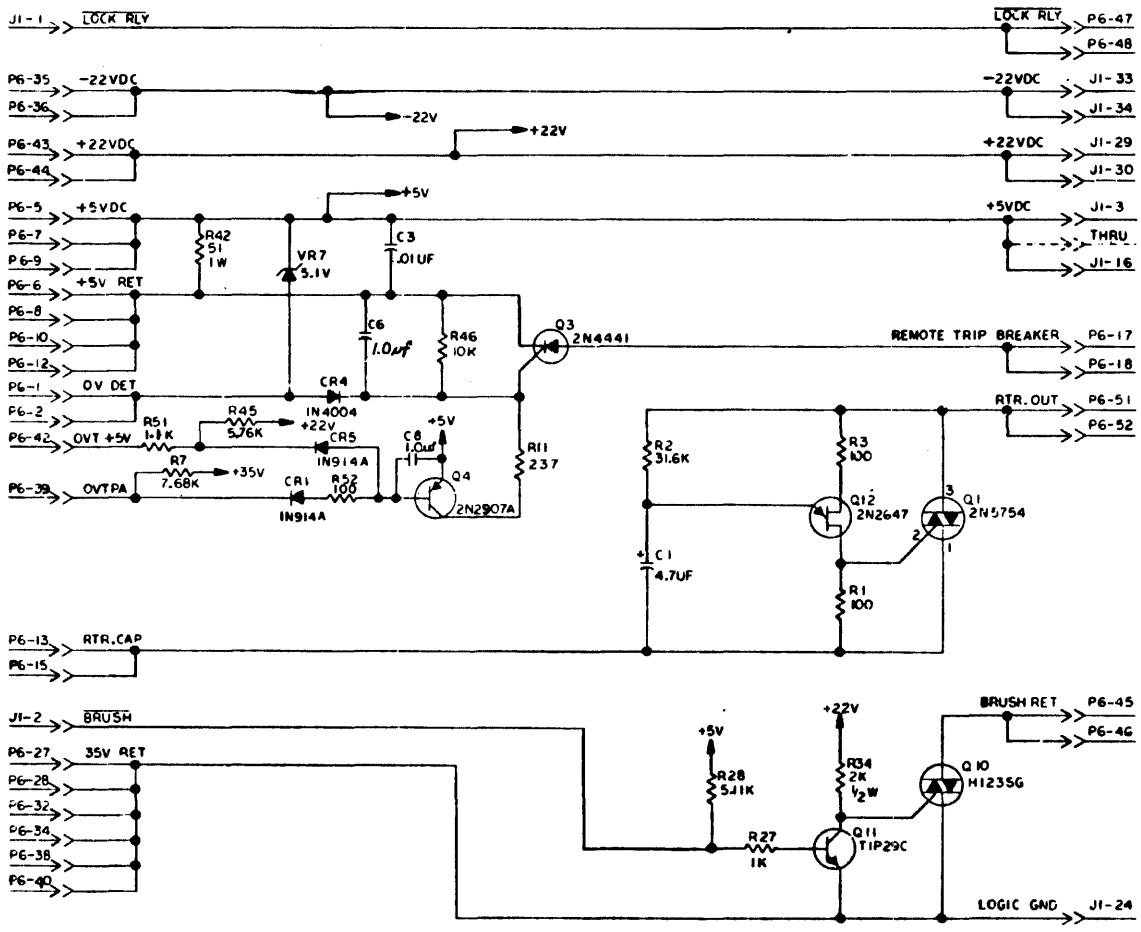 J1-1 LOCK RLY LOCK RLY P6-47
P6-48
P6-35 -22VDC -22VDC J1-33
P6-36 -22V J1-34
+22V
P6-43 +22VDC +22VDC J1-29
P6-44 J1-30
+5V
P6-5 +5VDC +5VDC J1-3
P6-7 R42 51 1W VR7 5.1V C3 .01UF THRU
P6-9 J1-16
P6-6 +5V RET
P6-8 C6 1.0µf R46 10K Q3 2N4441
P6-10 REMOTE TRIP BREAKER P6-17
P6-12 P6-18
P6-1 OV DET CR4 1N4004
P6-2 RTR.OUT P6-51
P6-42 OVT +5V R51 R45 5.76K +22V P6-52
CR5 1N914A C8 1.0uf +5V R11 237 R2 31.6K R3 100
R7 7.68K +35V
P6-39 OVTPA CR1 1N914A R52 100 Q4 2N2907A
Q12 2N2647 3 Q1 2N5754 2 1
C1 + 4.7UF
R1 100
P6-13 RTR.CAP
P6-15
BRUSH RET P6-45
J1-2 BRUSH +5V +22V P6-46
P6-27 35V RET
P6-28 R28 5.11K R34 2K 1/2W Q10 H123SG
P6-32
P6-34 R27 1K Q11 TIP29C
P6-38
P6-40
LOGIC GND J1-24